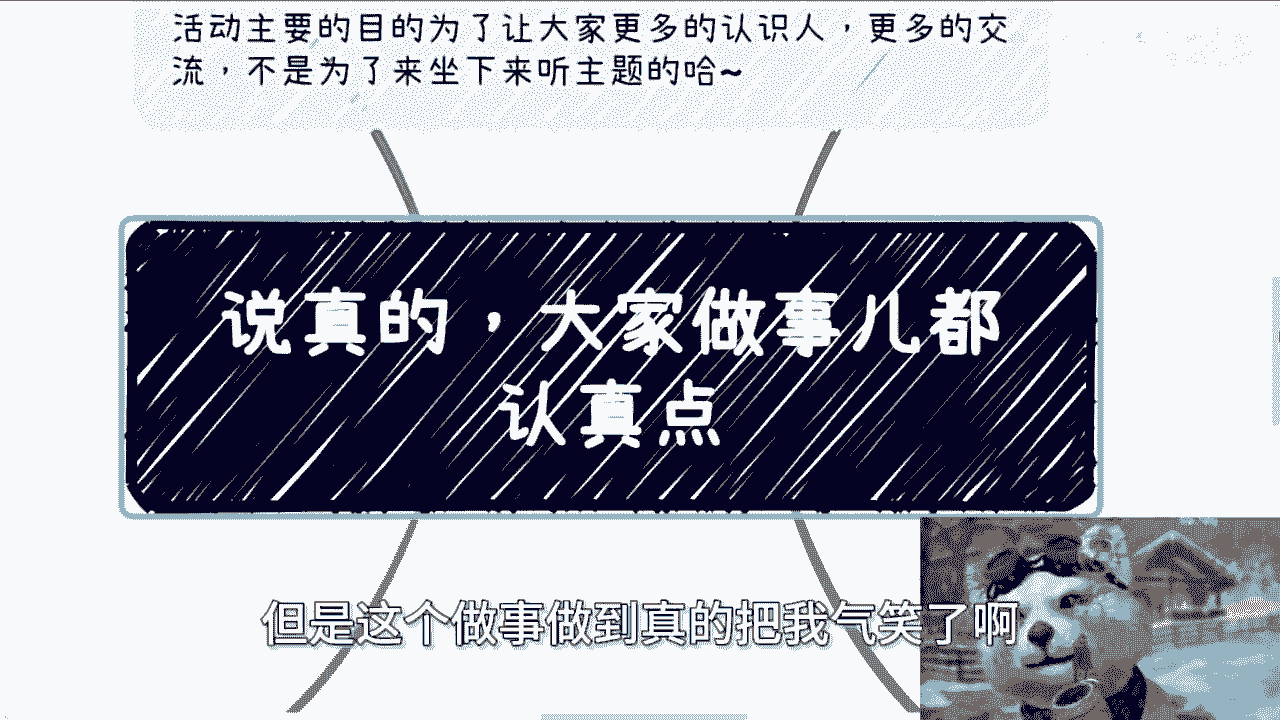 活动主要的目的为了让大家更多的认识人，更多的交
流，不是为了来坐下来听主题的哈~
说真的，大家做事儿都
认真点
但是这个做事做到真的把我气笑了啊